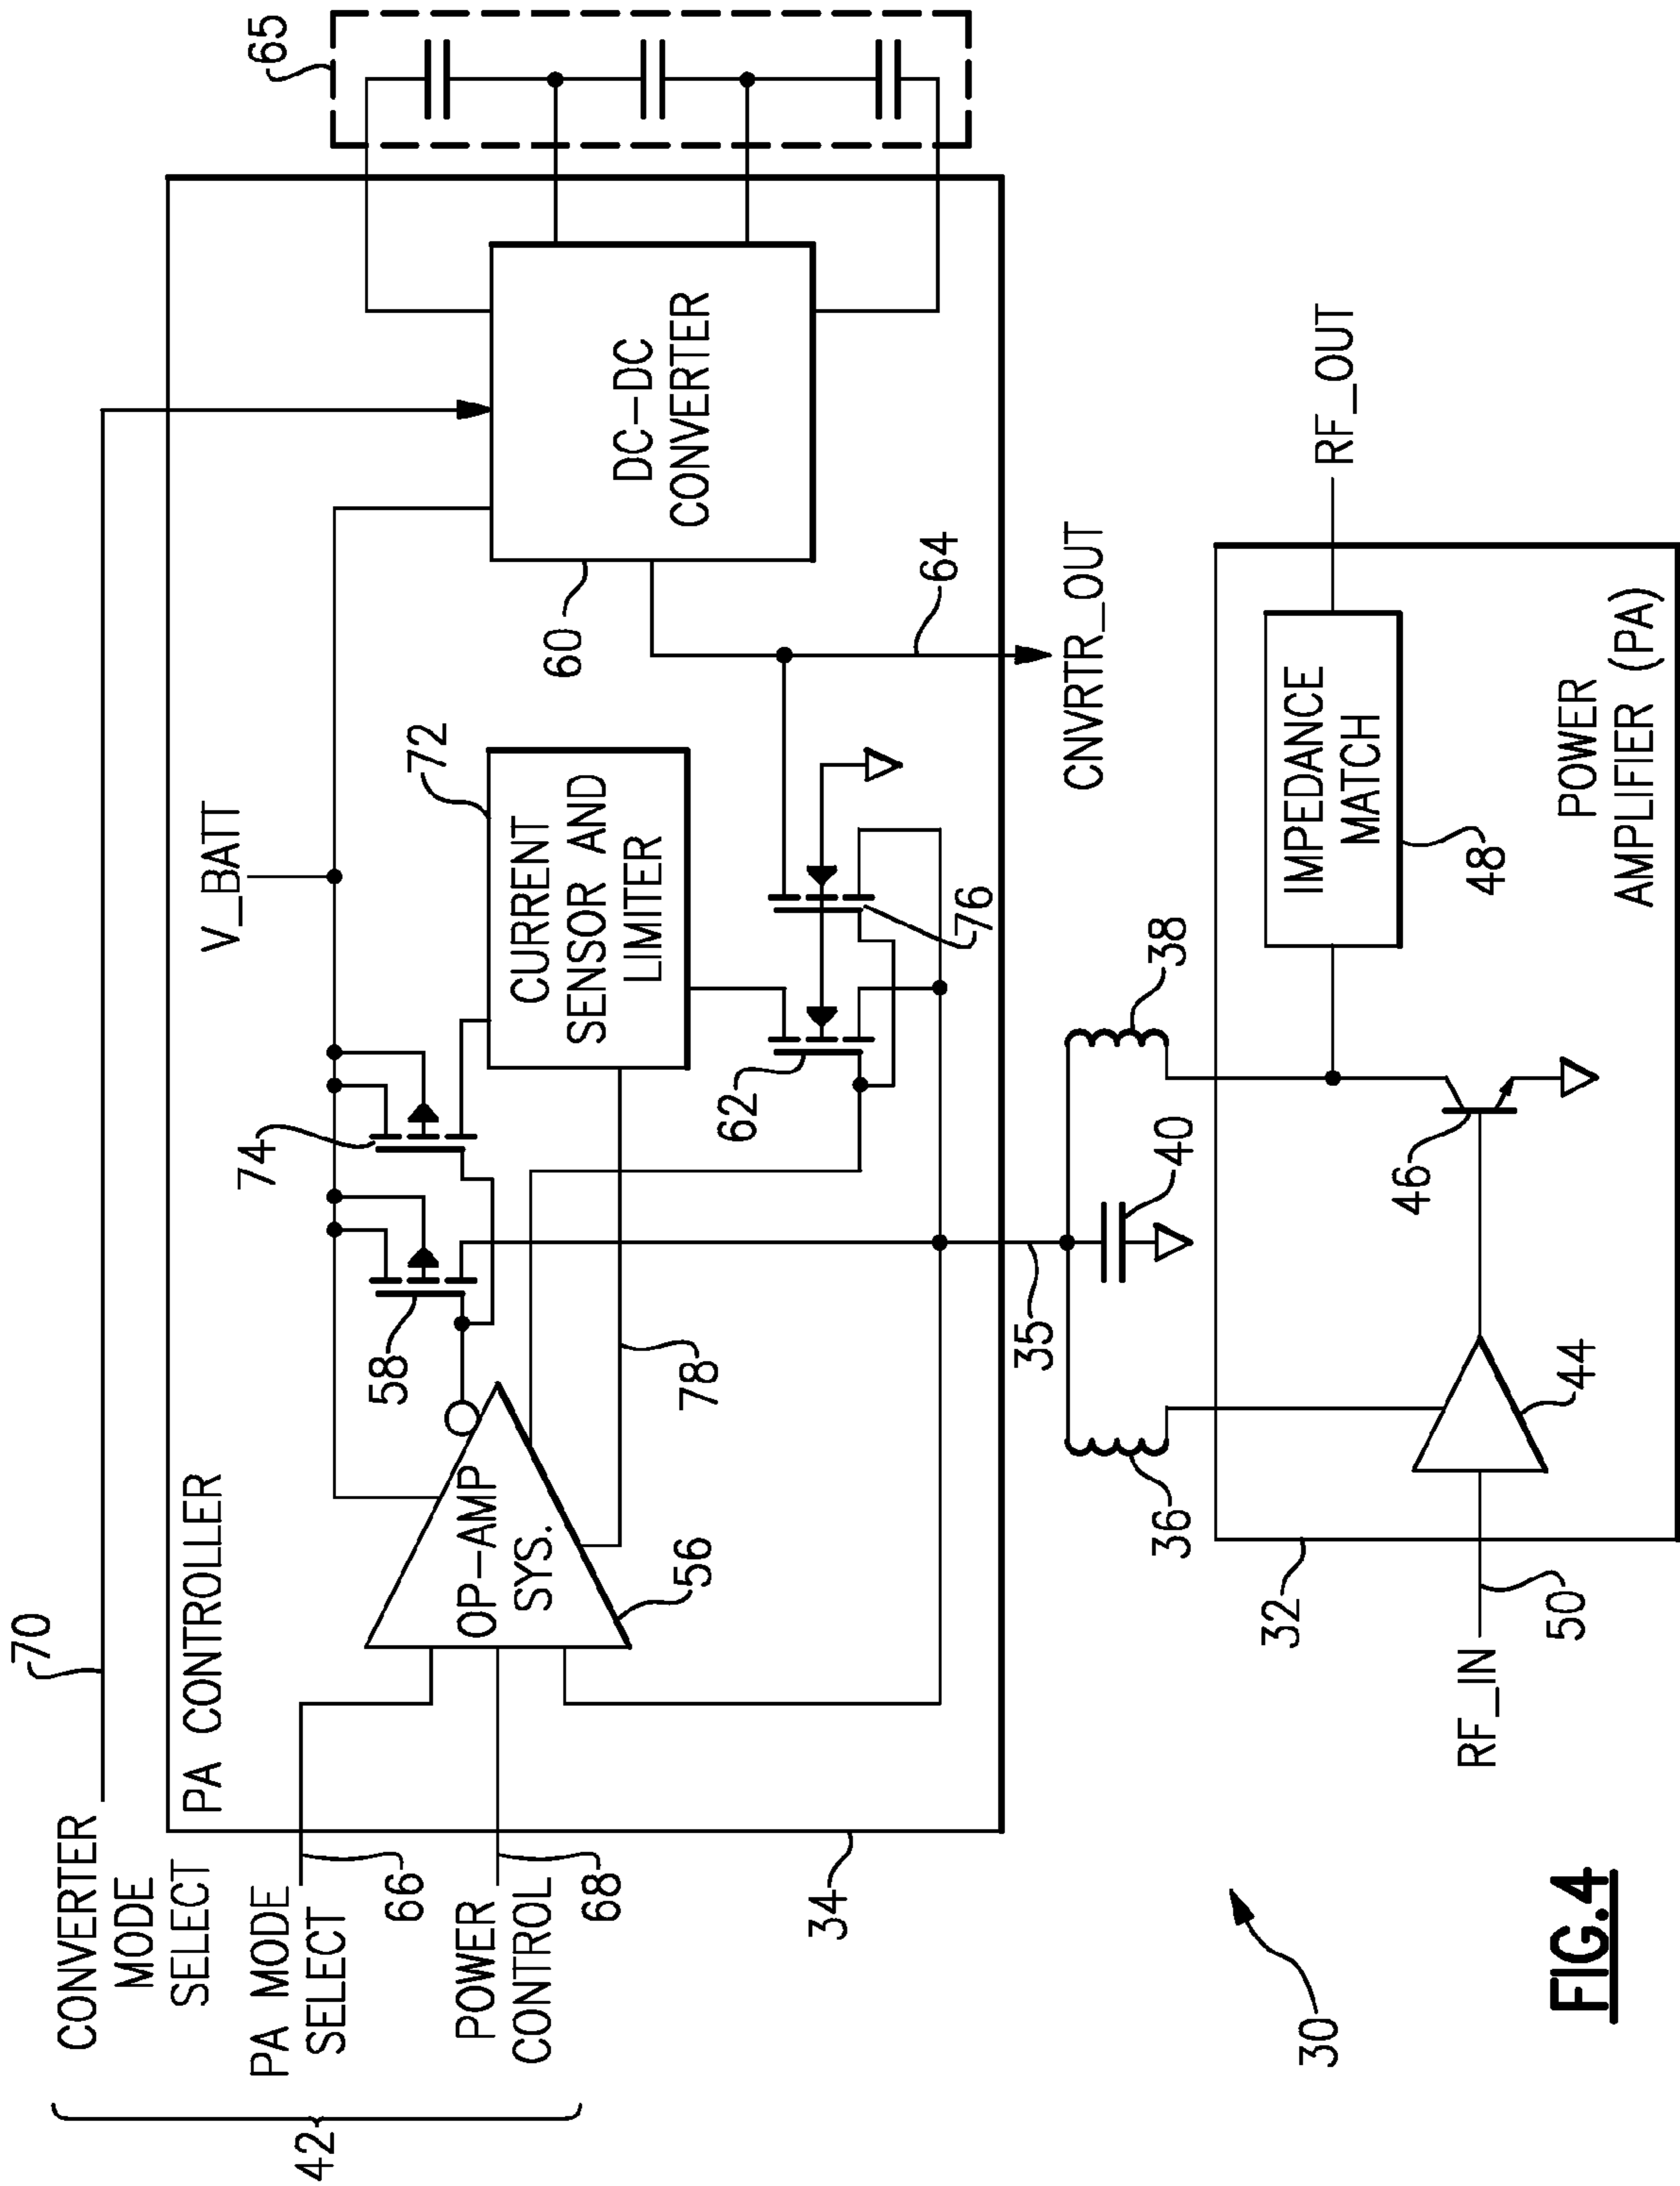 70
CONVERTER
MODE
SELECT
PA MODE
SELECT
66
POWER
CONTROL
68
42
PA CONTROLLER
34
V_BATT
74
58
OP-AMP
SYS.
56
78
CURRENT
SENSOR AND
LIMITER
72
62
76
DC-DC
CONVERTER
60
65
64
CNVRTR_OUT
35
36
38
40
RF_IN
50
32
44
46
IMPEDANCE
MATCH
48
RF_OUT
POWER
AMPLIFIER (PA)
30
FIG.4